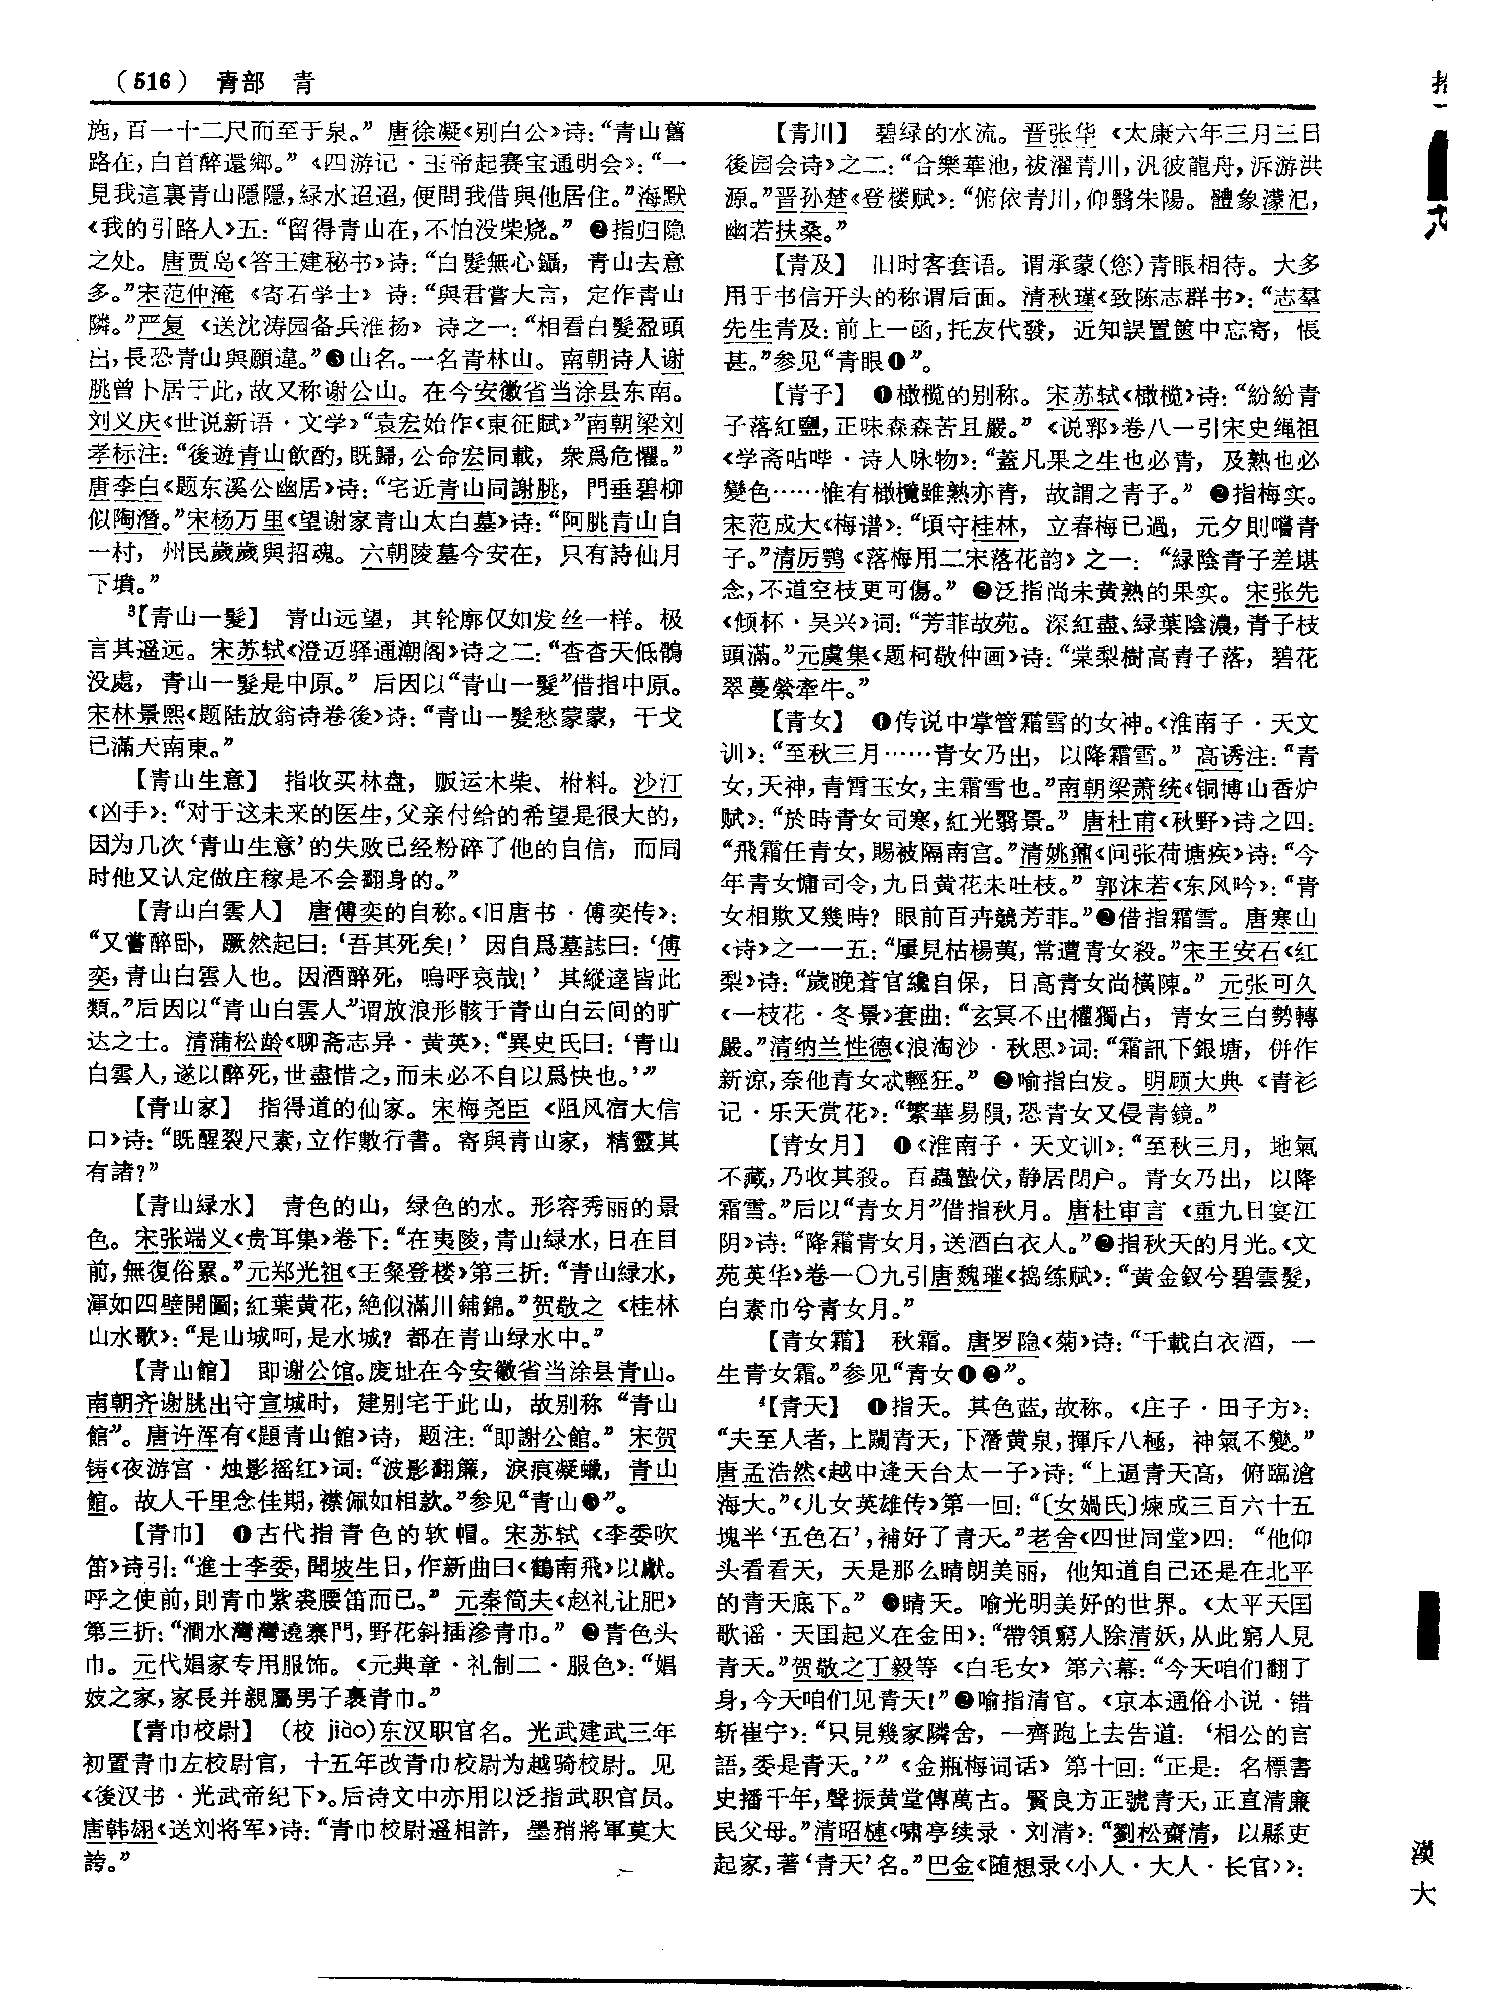 （516） 青部 青
施，百一十二尺而至于泉。” 唐徐凝《别白公》诗：“青山舊
路在，白首醉還鄉。” 《四游记·玉帝起赛宝通明会》：“一
見我這裏青山隱隱，緑水迢迢，便問我借與他居住。”海默
《我的引路人》五：“留得青山在，不怕没柴烧。” ❷指归隐
之处。唐贾岛《答王建秘书》诗：“白髮無心鑷，青山去意
多。”宋范仲淹《寄石学士》诗：“與君嘗大言，定作青山
隣。”严复《送沈涛园备兵淮扬》诗之一：“相看白髮盈頭
出，長恐青山與願違。”❸山名。一名青林山。南朝诗人谢
朓曾卜居于此，故又称谢公山。在今安徽省当涂县东南。
刘义庆《世说新语·文学》“袁宏始作《東征賦》”南朝梁刘
孝标注：“後遊青山飲酌，既歸，公命宏同載，衆爲危懼。”
唐李白《题东溪公幽居》诗：“宅近青山同謝朓，門垂碧柳
似陶潛。”宋杨万里《望谢家青山太白墓》诗：“阿朓青山自
一村，州民歲歲與招魂。六朝陵墓今安在，只有詩仙月
下墳。”
³【青山一髮】 青山远望，其轮廓仅如发丝一样。极
言其遥远。宋苏轼《澄迈驿通潮阁》诗之二：“杳杳天低鶻
没處，青山一髮是中原。” 后因以“青山一髮”借指中原。
宋林景熙《题陆放翁诗卷後》诗：“青山一髮愁蒙蒙，干戈
已滿天南東。”
【青山生意】 指收买林盘，贩运木柴、柎料。沙汀
《凶手》：“对于这未来的医生，父亲付给的希望是很大的，
因为几次‘青山生意’的失败已经粉碎了他的自信，而同
时他又认定做庄稼是不会翻身的。”
【青山白雲人】 唐傅奕的自称。《旧唐书·傅奕传》：
“又嘗醉卧，蹶然起曰：‘吾其死矣！’ 因自爲墓誌曰：‘傅
奕，青山白雲人也。因酒醉死，嗚呼哀哉！’ 其縱達皆此
類。”后因以“青山白雲人”谓放浪形骸于青山白云间的旷
达之士。清蒲松龄《聊斋志异·黄英》：“異史氏曰：‘青山
白雲人，遂以醉死，世盡惜之，而未必不自以爲快也。’”
【青山家】 指得道的仙家。宋梅尧臣《阻风宿大信
口》诗：“既醒裂尺素，立作數行書。寄與青山家，精靈其
有諸？”
【青山緑水】 青色的山，绿色的水。形容秀丽的景
色。宋张端义《贵耳集》卷下：“在夷陵，青山緑水，日在目
前，無復俗累。”元郑光祖《王粲登楼》第三折：“青山緑水，
渾如四壁開圖；紅葉黄花，絶似滿川鋪錦。”贺敬之《桂林
山水歌》：“是山城呵，是水城？都在青山绿水中。”
【青山館】 即谢公馆。废址在今安徽省当涂县青山。
南朝齐谢朓出守宣城时，建别宅于此山，故别称“青山
館”。唐许浑有《題青山館》诗，题注：“即謝公館。” 宋贺
铸《夜游宫·烛影摇红》词：“波影翻簾，淚痕凝蠟，青山
館。故人千里念佳期，襟佩如相款。”参见“青山❸”。
【青巾】 ❶古代指青色的软帽。宋苏轼《李委吹
笛》诗引：“進士李委，聞坡生日，作新曲曰《鶴南飛》以獻。
呼之使前，則青巾紫裘腰笛而已。” 元秦简夫《赵礼让肥》
第三折：“澗水灣灣遶寨門，野花斜插滲青巾。” ❷青色头
巾。元代娼家专用服饰。《元典章·礼制二·服色》：“娼
妓之家，家長并親屬男子裹青巾。”
【青巾校尉】 （校 jiào）东汉职官名。光武建武三年
初置青巾左校尉官，十五年改青巾校尉为越骑校尉。见
《後汉书·光武帝纪下》。后诗文中亦用以泛指武职官员。
唐韩翃《送刘将军》诗：“青巾校尉遥相許，墨矟將軍莫大
誇。”
【青川】 碧绿的水流。晋张华《太康六年三月三日
後园会诗》之二：“合樂華池，祓濯青川，汎彼龍舟，泝游洪
源。”晋孙楚《登楼赋》：“俯依青川，仰翳朱陽。體象濛汜，
幽若扶桑。”
【青及】 旧时客套语。谓承蒙（您）青眼相待。大多
用于书信开头的称谓后面。清秋瑾《致陈志群书》：“志羣
先生青及：前上一函，托友代發，近知誤置篋中忘寄，悵
甚。”参见“青眼❶”。
【青子】 ❶橄榄的别称。宋苏轼《橄榄》诗：“紛紛青
子落紅鹽，正味森森苦且嚴。” 《说郛》卷八一引宋史绳祖
《学斋呫哔·诗人咏物》：“蓋凡果之生也必青，及熟也必
變色……惟有橄欖雖熟亦青，故謂之青子。” ❷指梅实。
宋范成大《梅谱》：“頃守桂林，立春梅已過，元夕則嚐青
子。”清厉鹗《落梅用二宋落花韵》之一：“緑陰青子差堪
念，不道空枝更可傷。” ❷泛指尚未黄熟的果实。宋张先
《倾杯·吴兴》词：“芳菲故苑。深紅盡、緑葉陰濃，青子枝
頭滿。”元虞集《题柯敬仲画》诗：“棠梨樹高青子落，碧花
翠蔓縈牽牛。”
【青女】 ❶传说中掌管霜雪的女神。《淮南子·天文
训》：“至秋三月……青女乃出，以降霜雪。” 高诱注：“青
女，天神，青霄玉女，主霜雪也。”南朝梁萧统《铜博山香炉
赋》：“於時青女司寒，紅光翳景。” 唐杜甫《秋野》诗之四：
“飛霜任青女，賜被隔南宫。”清姚鼐《问张荷塘疾》诗：“今
年青女慵司令，九日黄花未吐枝。” 郭沫若《东风吟》：“青
女相欺又幾時？眼前百卉競芳菲。”❷借指霜雪。唐寒山
《诗》之一一五：“屢見枯楊荑，常遭青女殺。”宋王安石《红
梨》诗：“歲晚蒼官纔自保，日高青女尚橫陳。” 元张可久
《一枝花·冬景》套曲：“玄冥不出權獨占，青女三白勢轉
嚴。”清纳兰性德《浪淘沙·秋思》词：“霜訊下銀塘，併作
新涼，奈他青女忒輕狂。” ❷喻指白发。明顾大典《青衫
记·乐天赏花》：“繁華易隕，恐青女又侵青鏡。”
【青女月】 ❶《淮南子·天文训》：“至秋三月，地氣
不藏，乃收其殺。百蟲蟄伏，静居閉户。青女乃出，以降
霜雪。”后以“青女月”借指秋月。唐杜审言《重九日宴江
阴》诗：“降霜青女月，送酒白衣人。”❷指秋天的月光。《文
苑英华》卷一〇九引唐魏璀《搗练赋》：“黄金釵兮碧雲髮，
白素巾兮青女月。”
【青女霜】 秋霜。唐罗隐《菊》诗：“千載白衣酒，一
生青女霜。”参见“青女❶❷”。
⁴【青天】 ❶指天。其色蓝，故称。《庄子·田子方》：
“夫至人者，上闚青天，下潛黄泉，揮斥八極，神氣不變。”
唐孟浩然《越中逢天台太一子》诗：“上逼青天高，俯臨滄
海大。”《儿女英雄传》第一回：“〔女媧氏〕煉成三百六十五
塊半‘五色石’，補好了青天。”老舍《四世同堂》四：“他仰
头看看天，天是那么晴朗美丽，他知道自己还是在北平
的青天底下。” ❷晴天。喻光明美好的世界。《太平天国
歌谣·天国起义在金田》：“帶領窮人除清妖，从此窮人見
青天。”贺敬之丁毅等《白毛女》第六幕：“今天咱们翻了
身，今天咱们见青天！”❷喻指清官。《京本通俗小说·错
斩崔宁》：“只見幾家隣舍，一齊跑上去告道：‘相公的言
語，委是青天。’” 《金瓶梅词话》第十回：“正是：名標書
史播千年，聲振黄堂傳萬古。賢良方正號青天，正直清廉
民父母。”清昭槤《啸亭续录·刘清》：“劉松齋清，以縣吏
起家，著‘青天’名。”巴金《随想录〈小人·大人·长官〉》：
漢
大